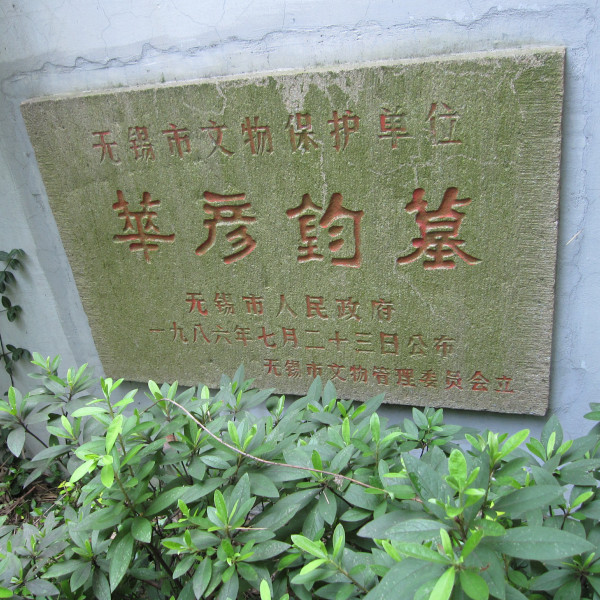 无锡市文物保护单位
華彦鈞墓
无锡市人民政府
一九八六年七月二十三日公布
无锡市文物管理委员会立